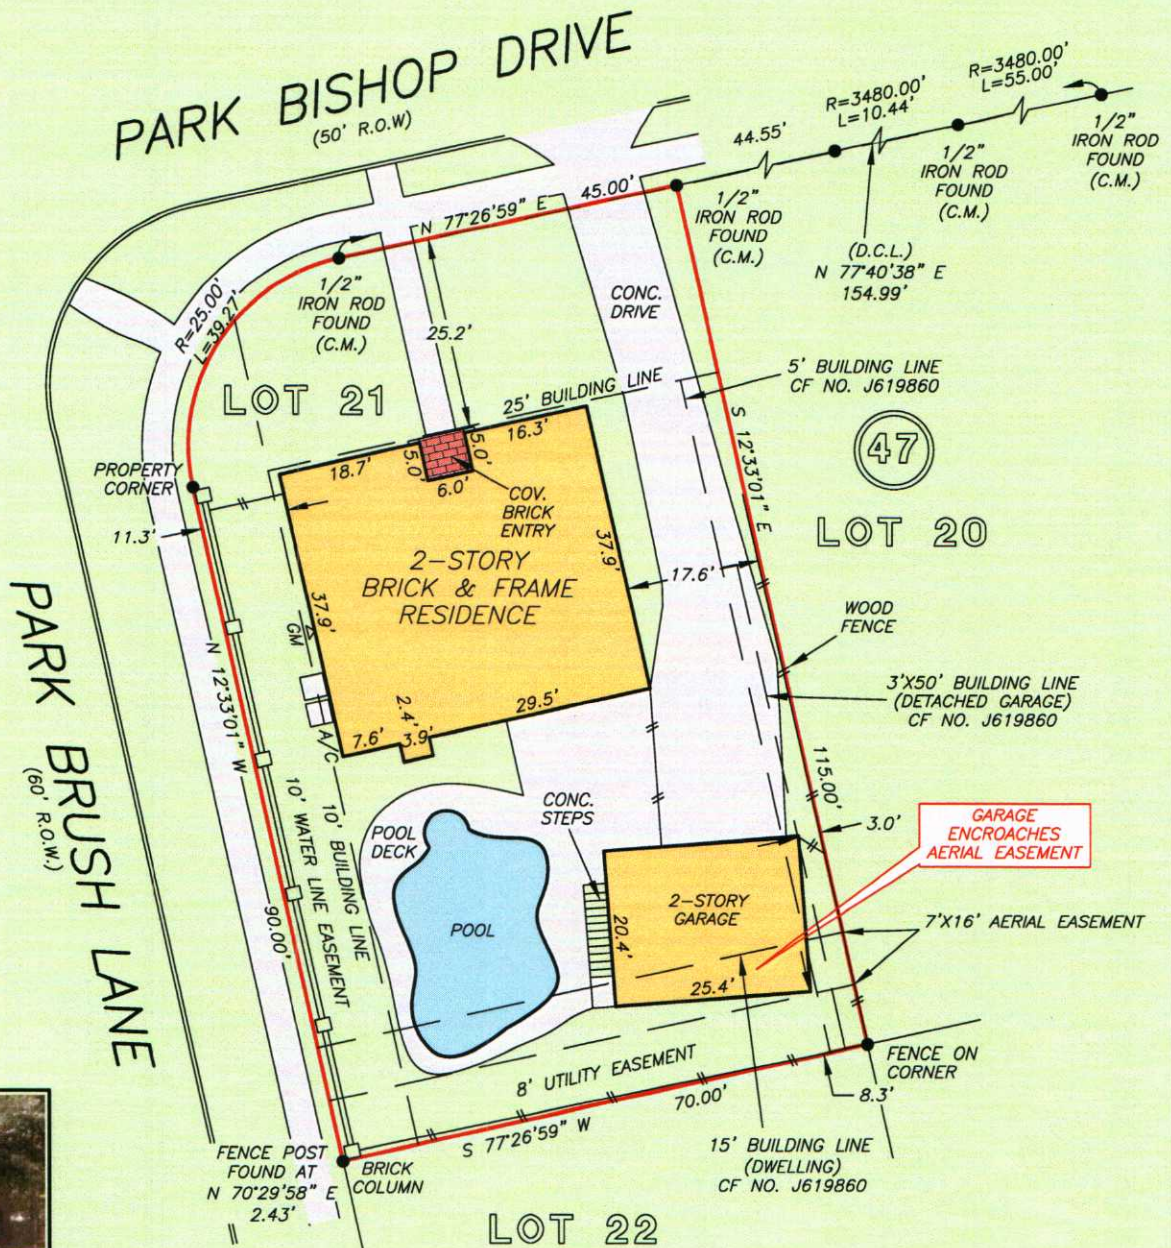 PARK BISHOP DRIVE
(50' R.O.W)
R=3480.00'
L=55.00'
R=3480.00'
L=10.44'
44.55'
1/2"
IRON ROD
FOUND
(C.M.)
1/2"
IRON ROD
FOUND
(C.M.)
45.00'
N 77°26'59" E
1/2"
IRON ROD
FOUND
(C.M.)
(D.C.L.)
N 77°40'38" E
154.99'
1/2"
IRON ROD
FOUND
(C.M.)
R=25.00'
L=39.27'
CONC.
DRIVE
25.2'
5' BUILDING LINE
CF NO. J619860
LOT 21
25' BUILDING LINE
S 12°33'01" E
47
LOT 20
PROPERTY
CORNER
18.7'
5.0'
6.0'
5.0'
16.3'
COV.
BRICK
ENTRY
11.3'
2-STORY
BRICK & FRAME
RESIDENCE
37.9'
37.9'
17.6'
WOOD
FENCE
GM
A/C
PARK BRUSH LANE
(60' R.O.W.)
N 12°33'01" W
90.00'
3'X50' BUILDING LINE
(DETACHED GARAGE)
CF NO. J619860
29.5'
2.4'
7.6'
3.9'
115.00'
10' WATER LINE EASEMENT
10' BUILDING LINE
POOL
DECK
POOL
CONC.
STEPS
3.0'
GARAGE
ENCROACHES
AERIAL EASEMENT
2-STORY
GARAGE
20.4'
25.4'
7'X16' AERIAL EASEMENT
8' UTILITY EASEMENT
FENCE ON
CORNER
8.3'
70.00'
S 77°26'59" W
15' BUILDING LINE
(DWELLING)
CF NO. J619860
FENCE POST
FOUND AT
N 70°29'58" E
2.43'
BRICK
COLUMN
LOT 22